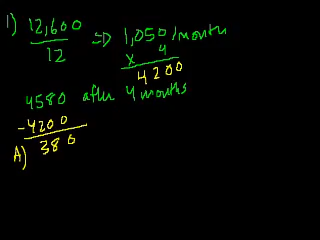 1) 12,600 / 12 => 1,050/month
x 4
4200
4580 after 4 months
-4200
A) 380